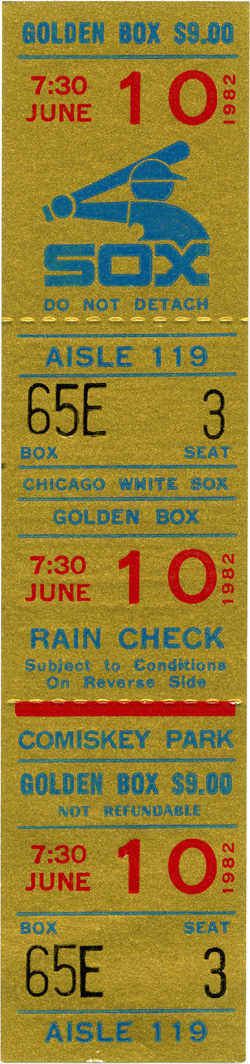 GOLDEN BOX $9.00
7:30
JUNE 10 1982
SOX
DO NOT DETACH
AISLE 119
65E 3
BOX SEAT
CHICAGO WHITE SOX
GOLDEN BOX
7:30
JUNE 10 1982
RAIN CHECK
Subject to Conditions
On Reverse Side
COMISKEY PARK
GOLDEN BOX $9.00
NOT REFUNDABLE
7:30
JUNE 10 1982
BOX SEAT
65E 3
AISLE 119